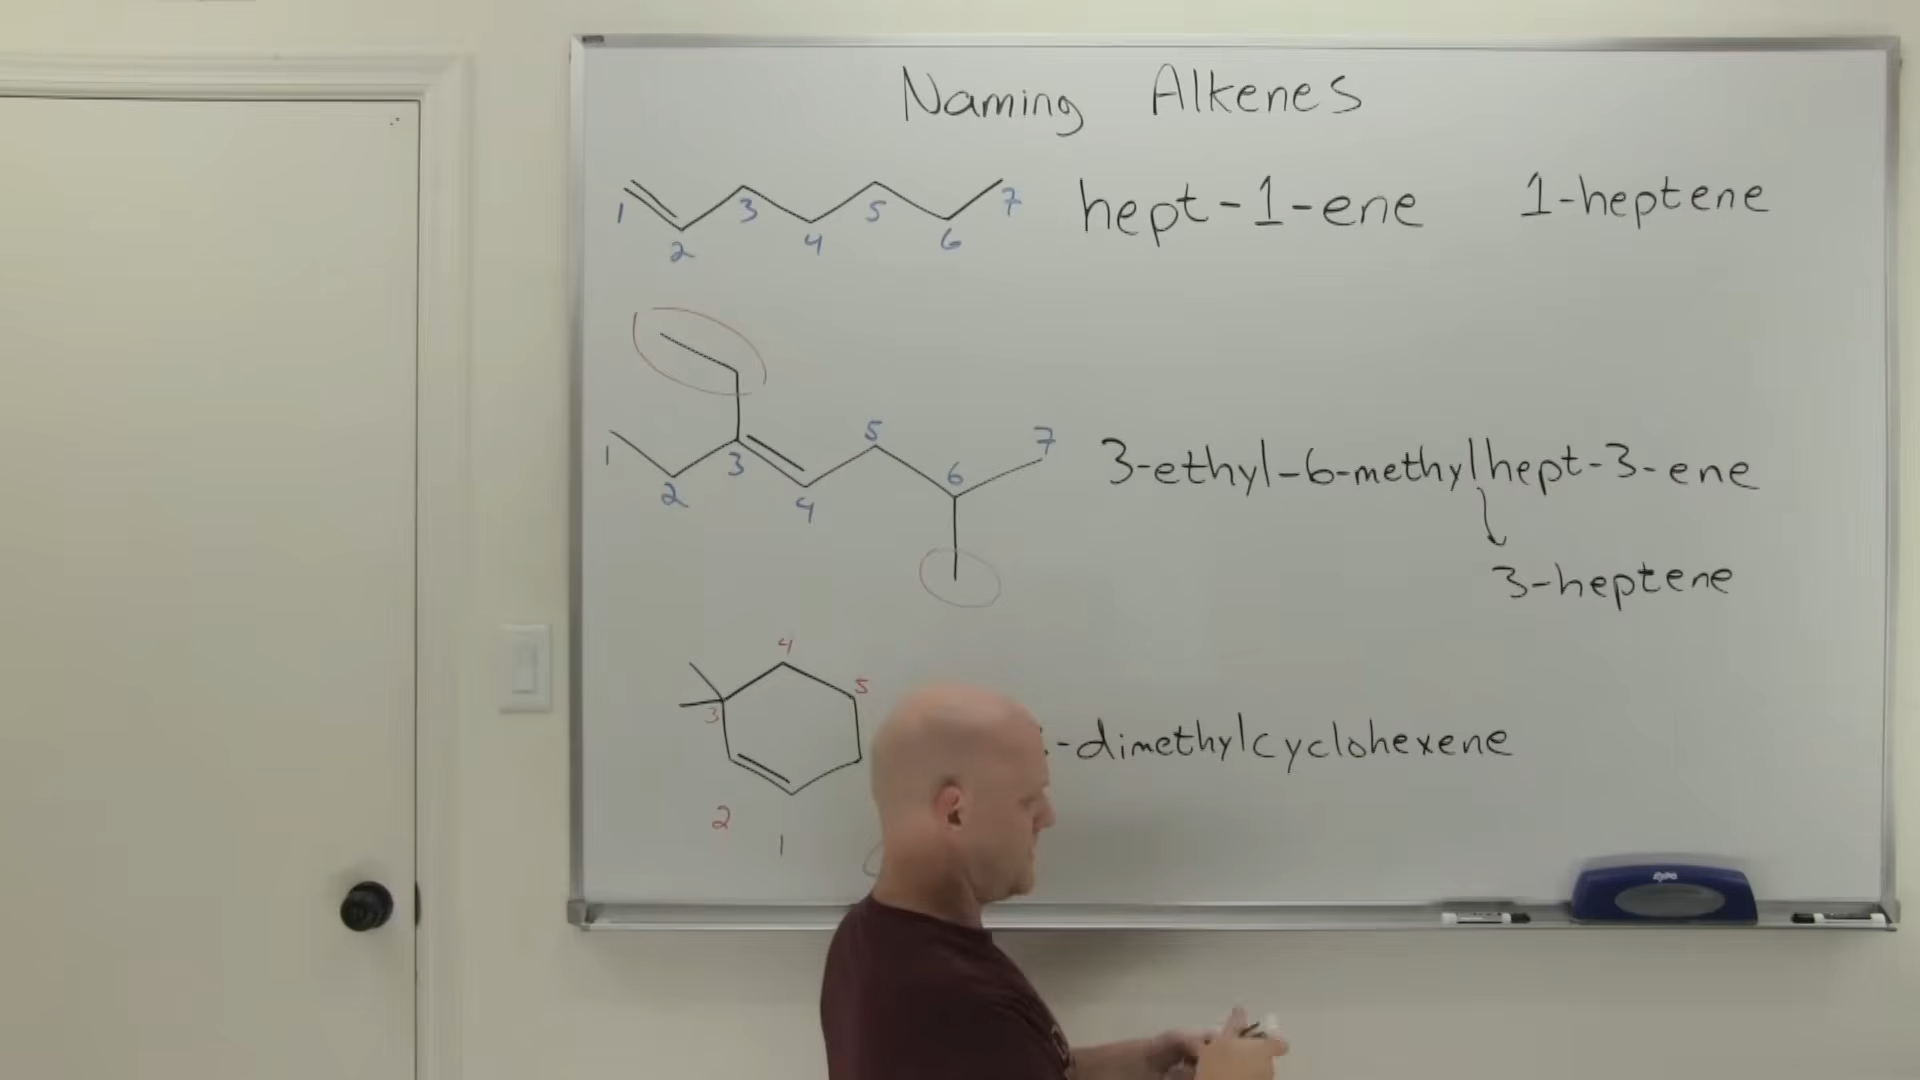 Naming Alkenes
1 2 3 4 5 6 7 hept-1-ene 1-heptene
1 2 3 4 5 6 7 3-ethyl-6-methylhept-3-ene
3-heptene
4
5
3
-dimethylcyclohexene
2
1
expo